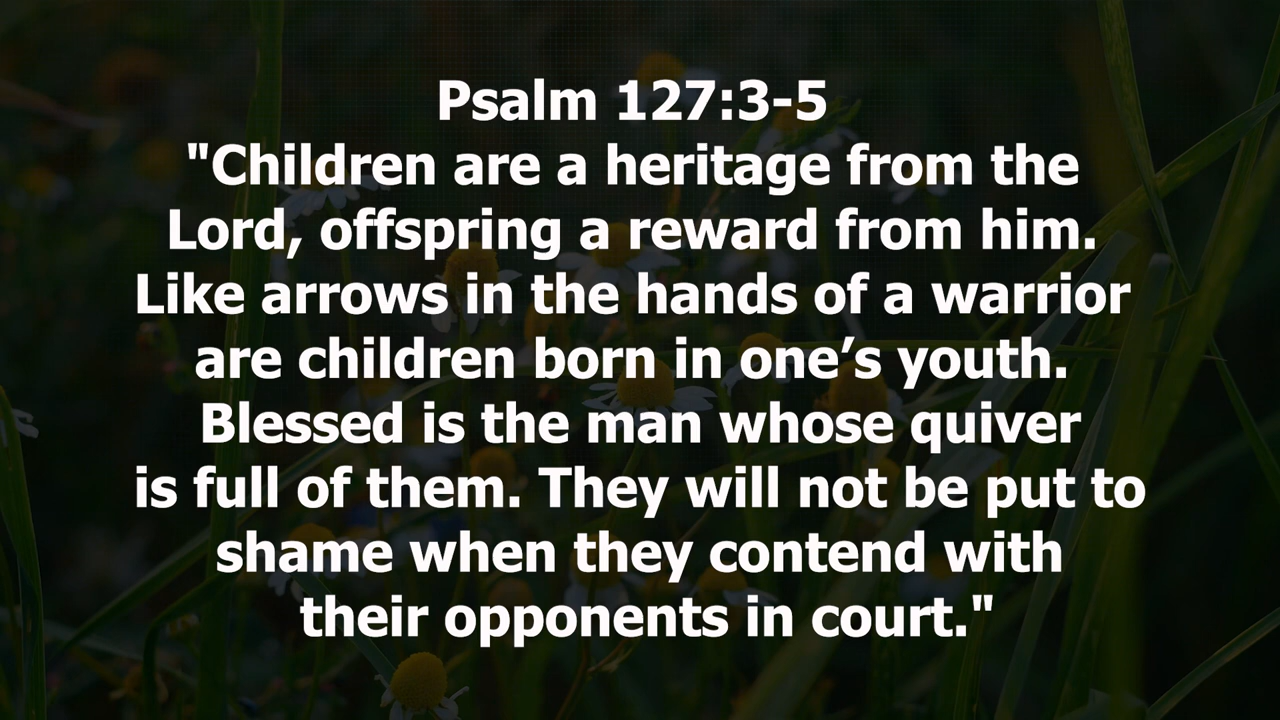 Psalm 127:3-5
"Children are a heritage from the
Lord, offspring a reward from him.
Like arrows in the hands of a warrior
are children born in one’s youth.
Blessed is the man whose quiver
is full of them. They will not be put to
shame when they contend with
their opponents in court."